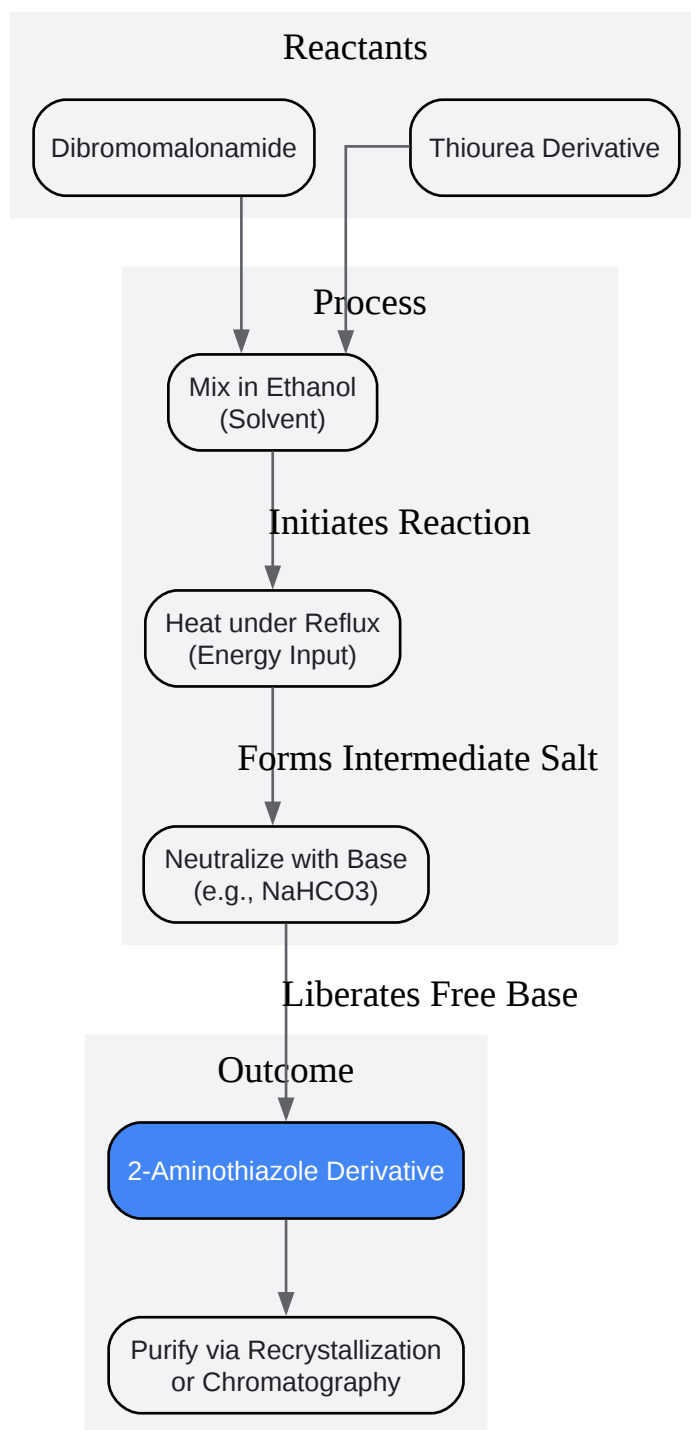 Reactants
Dibromomalonamide
Thiourea Derivative
Process
Mix in Ethanol
(Solvent)
Initiates Reaction
Heat under Reflux
(Energy Input)
Forms Intermediate Salt
Neutralize with Base
(e.g., NaHCO3)
Liberates Free Base
Outcome
2-Aminothiazole Derivative
Purify via Recrystallization
or Chromatography